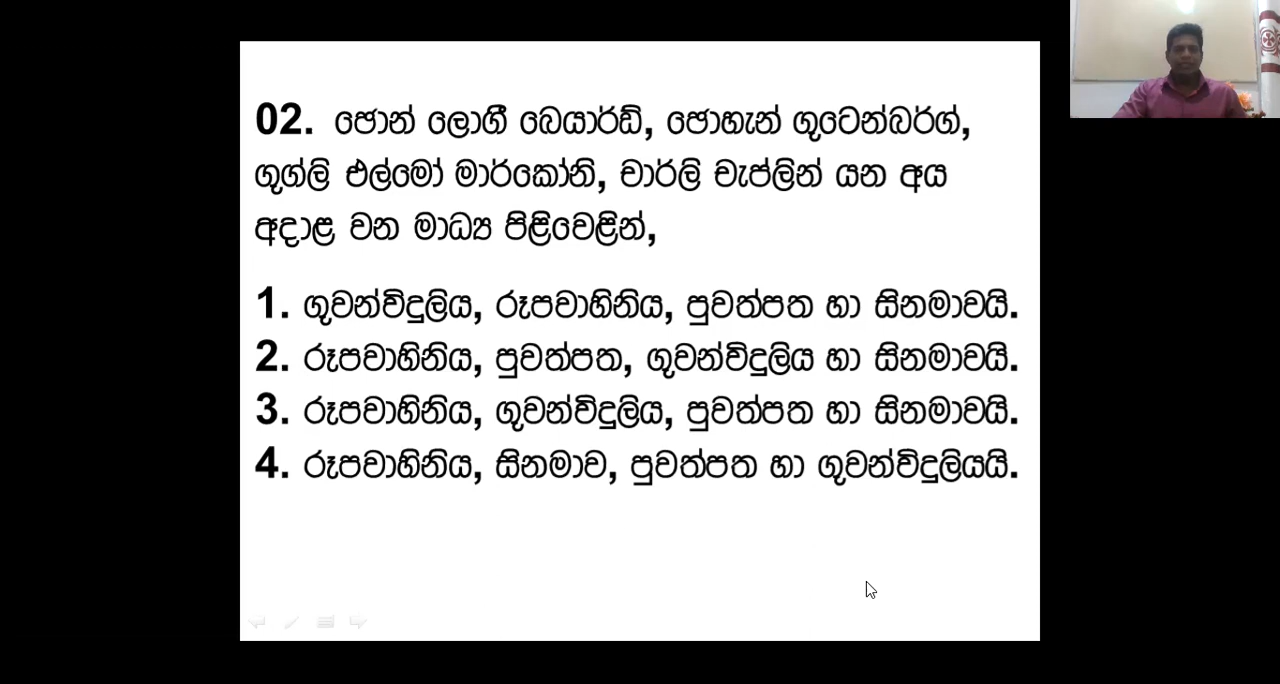 02. ජොන් ලොගී බෙයාර්ඩ්, ජොහැන් ගුටෙන්බර්ග්,
ගුග්ලි එල්මෝ මාර්කෝනි, චාර්ලි චැප්ලින් යන අය
අදාළ වන මාධ්‍ය පිළිවෙළින්,
1. ගුවන්විදුලිය, රූපවාහිනිය, පුවත්පත හා සිනමාවයි.
2. රූපවාහිනිය, පුවත්පත, ගුවන්විදුලිය හා සිනමාවයි.
3. රූපවාහිනිය, ගුවන්විදුලිය, පුවත්පත හා සිනමාවයි.
4. රූපවාහිනිය, සිනමාව, පුවත්පත හා ගුවන්විදුලියයි.